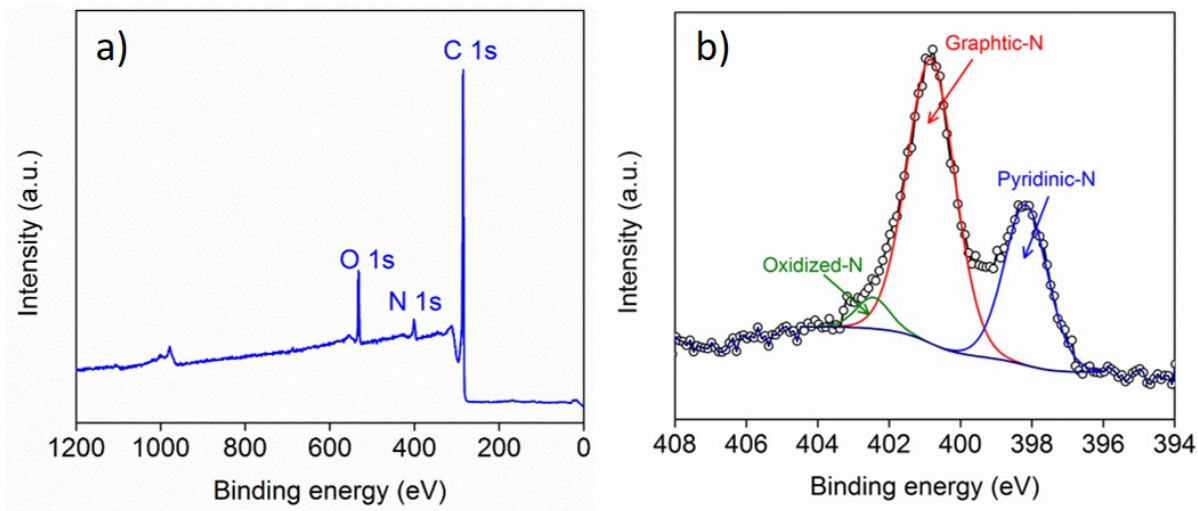 a)
C 1s
O 1s
N 1s
Intensity (a.u.)
1200 1000 800 600 400 200 0
Binding energy (eV)
b)
Graphtic-N
Pyridinic-N
Oxidized-N
Intensity (a.u.)
408 406 404 402 400 398 396 394
Binding energy (eV)